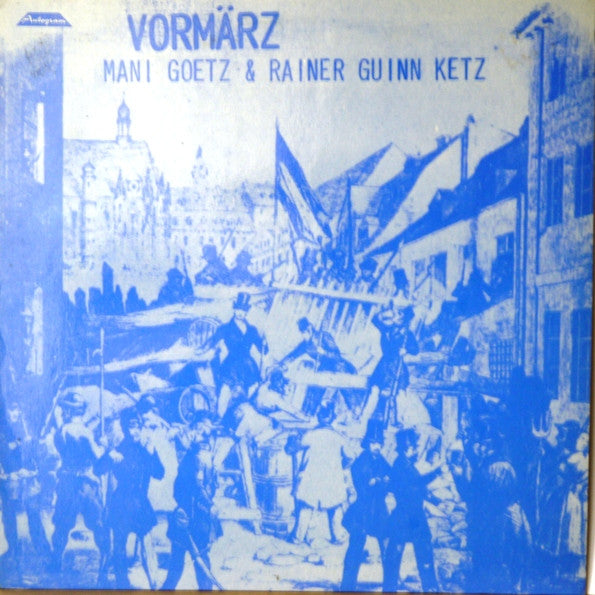 Autogram
VORMÄRZ
MANI GOETZ & RAINER GUINN KETZ